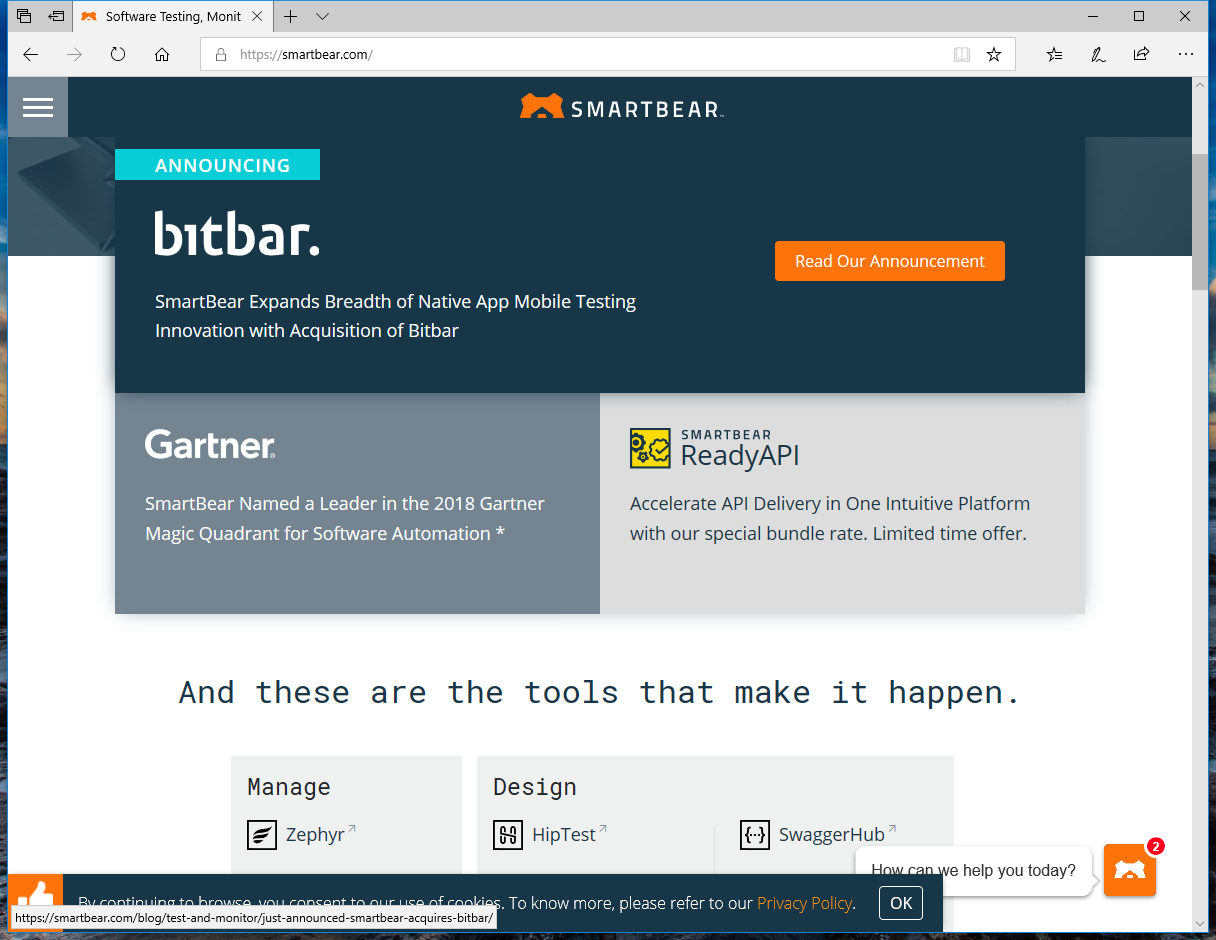 Software Testing, Monit
https://smartbear.com/
SMARTBEAR
ANNOUNCING
bitbar.
SmartBear Expands Breadth of Native App Mobile Testing
Innovation with Acquisition of Bitbar
Read Our Announcement
Gartner®
SmartBear Named a Leader in the 2018 Gartner
Magic Quadrant for Software Automation *
SMARTBEAR
ReadyAPI
Accelerate API Delivery in One Intuitive Platform
with our special bundle rate. Limited time offer.
And these are the tools that make it happen.
Manage
Zephyr
Design
HipTest
SwaggerHub
How can we help you today?
2
By continuing to browse, you consent to our use of cookies. To know more, please refer to our Privacy Policy.
OK
https://smartbear.com/blog/test-and-monitor/just-announced-smartbear-acquires-bitbar/